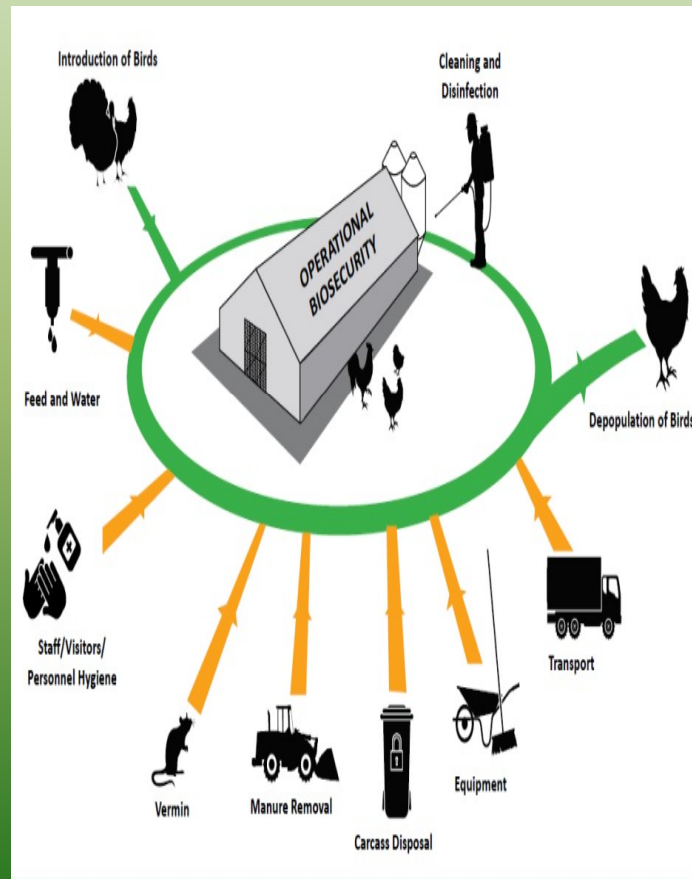 Introduction of Birds
Cleaning and
Disinfection
OPERATIONAL
BIOSECURITY
Feed and Water
Depopulation of Birds
Staff/Visitors/
Personnel Hygiene
Transport
Equipment
Vermin
Manure Removal
Carcass Disposal